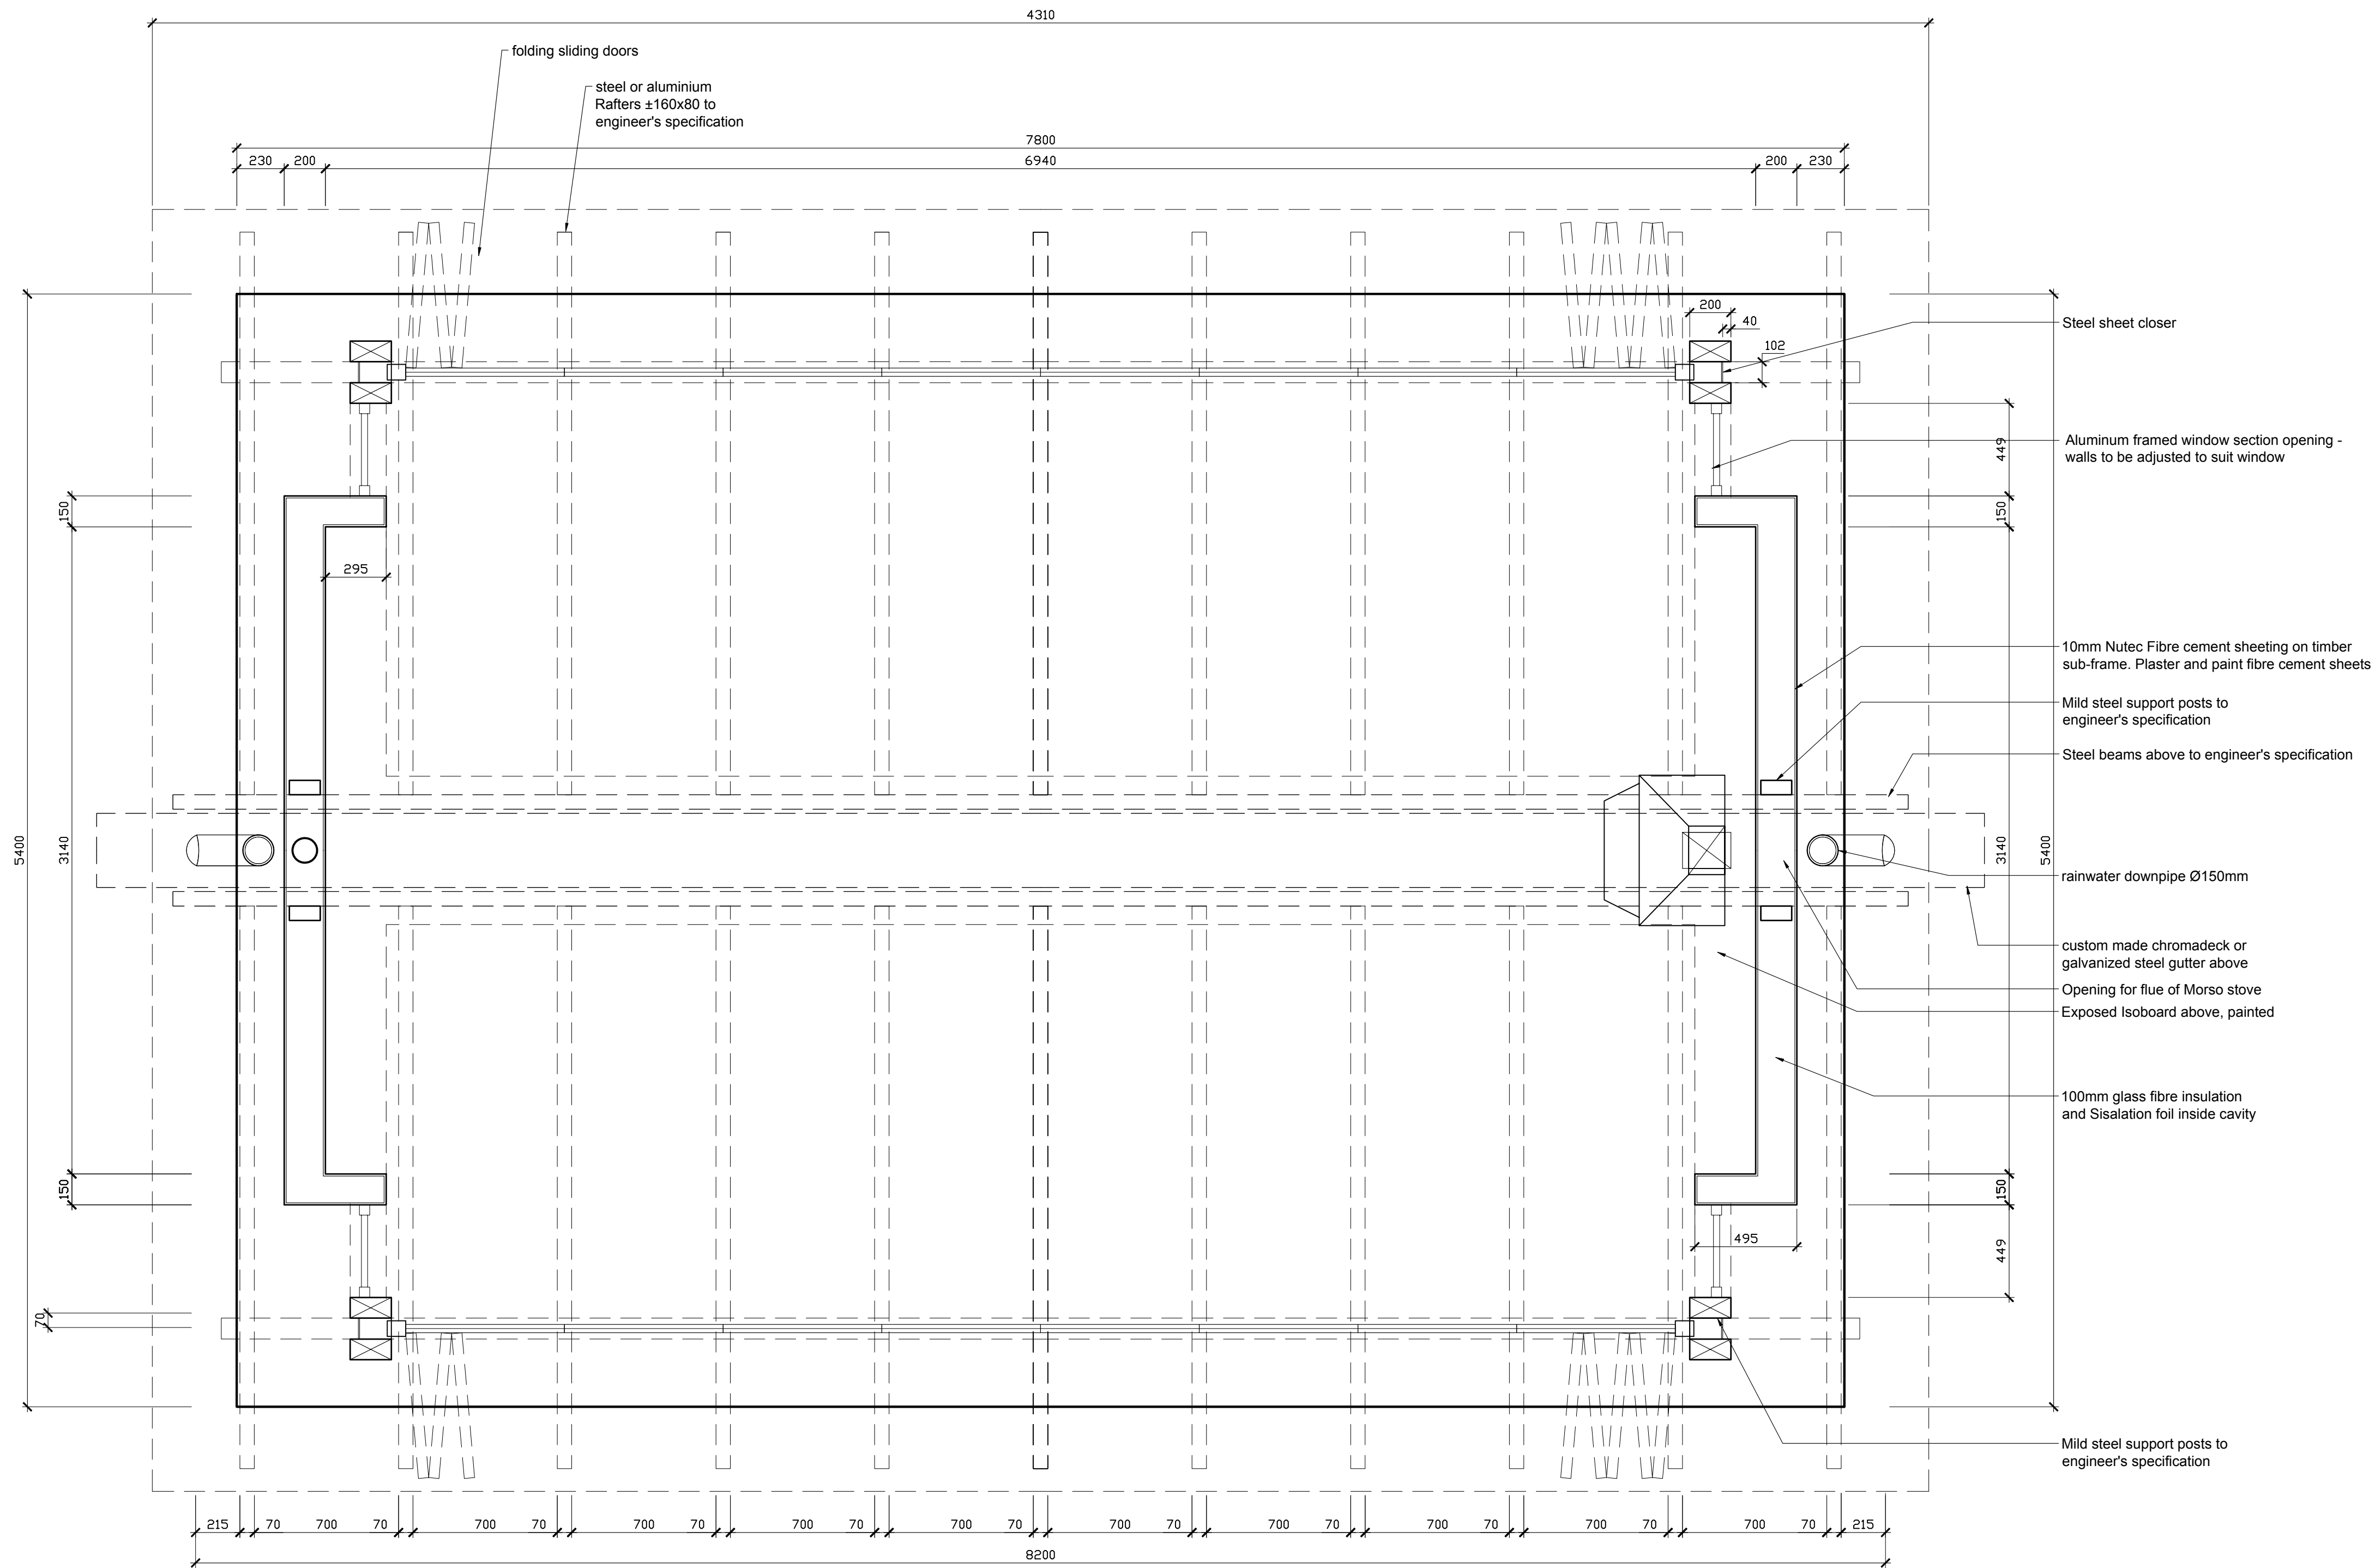 4310
folding sliding doors
steel or aluminium
Rafters ±160x80 to
engineer's specification
7800
230 200 6940 200 230
200
40
102
Steel sheet closer
449
Aluminum framed window section opening -
walls to be adjusted to suit window
150
150
295
10mm Nutec Fibre cement sheeting on timber
sub-frame. Plaster and paint fibre cement sheets
Mild steel support posts to
engineer's specification
Steel beams above to engineer's specification
5400
3140
3140
5400
rainwater downpipe Ø150mm
custom made chromadeck or
galvanized steel gutter above
Opening for flue of Morso stove
Exposed Isoboard above, painted
100mm glass fibre insulation
and Sisalation foil inside cavity
150
150
495
449
70
Mild steel support posts to
engineer's specification
215 70 700 70 700 70 700 70 700 70 700 70 700 70 700 70 700 70 700 70 700 70 215
8200